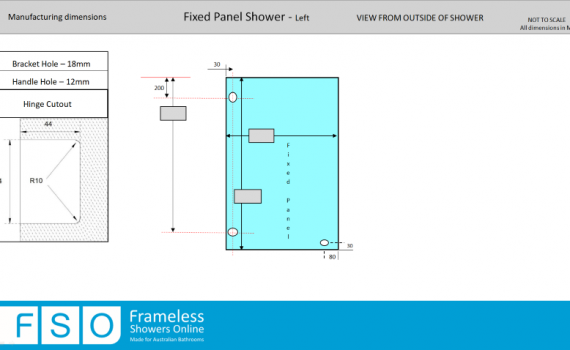 Manufacturing dimensions
Fixed Panel Shower - Left
VIEW FROM OUTSIDE OF SHOWER
NOT TO SCALE
All dimensions in
Bracket Hole – 18mm
Handle Hole – 12mm
Hinge Cutout
44
R10
30
200
Fixed Panel
30
80
FSO
Frameless
Showers Online
Made for Australian Bathrooms